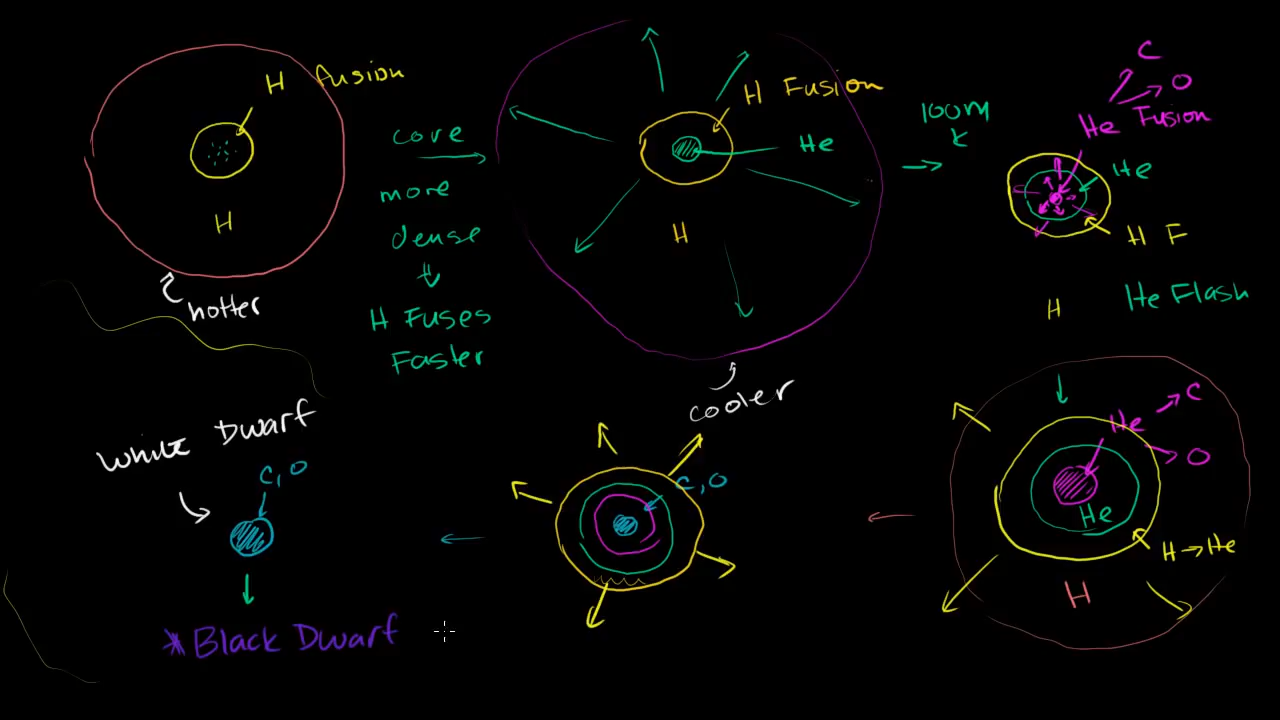 H fusion
H
hotter
core
more
dense
H Fuses
Faster
H Fusion
He
H
cooler
100M
K
C
O
He Fusion
He
H F
He Flash
H
He → C
O
He
H → He
H
C, O
White Dwarf
C, O
* Black Dwarf